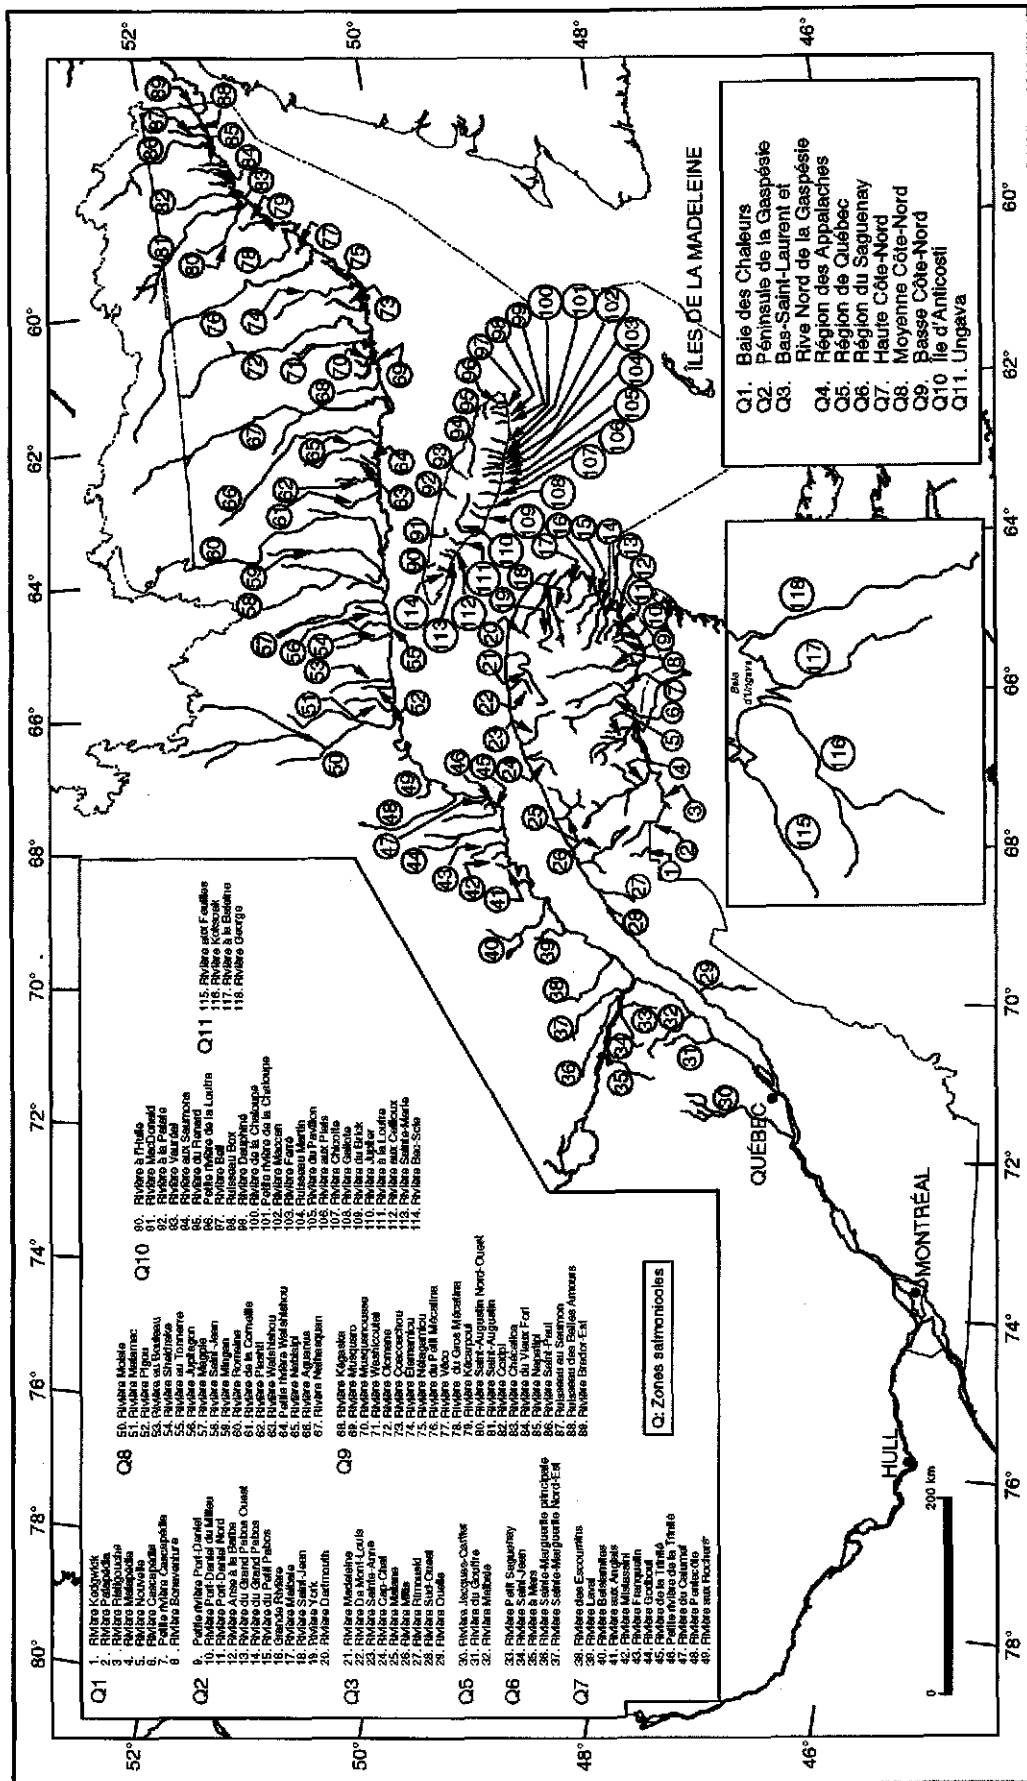 Q1
1. Rivière Kedgwick
2. Rivière Patapédia
3. Rivière Ristigouche
4. Rivière Matapédia
5. Rivière Nouvelle
6. Rivière Cascapédia
7. Petite rivière Cascapédia
8. Rivière Bonaventure
Q2
9. Petite rivière Port-Daniel
10. Rivière Port-Daniel du Milieu
11. Rivière Port-Daniel Nord
12. Rivière Anse à la Barbe
13. Rivière du Grand Pabos Ouest
14. Rivière du Grand Pabos
15. Rivière du Petit Pabos
16. Grande Rivière
17. Rivière Malbaie
18. Rivière Saint-Jean
19. Rivière York
20. Rivière Dartmouth
Q3
21. Rivière Madeleine
22. Rivière De Mont-Louis
23. Rivière Sainte-Anne
24. Rivière Cap-Chat
25. Rivière Matane
26. Rivière Mitis
27. Rivière Rimouski
28. Rivière Sud-Ouest
29. Rivière Ouelle
Q5
30. Rivière Jacques-Cartier
31. Rivière du Gouffre
32. Rivière Malbaie
Q6
33. Rivière Petit Saguenay
34. Rivière Saint-Jean
35. Rivière à Mars
36. Rivière Sainte-Marguerite principale
37. Rivière Sainte-Marguerite Nord-Est
Q7
38. Rivière des Escoumins
39. Rivière Laval
40. Rivière Betsiamites
41. Rivière aux Anglais
42. Rivière Mistassini
43. Rivière Franquelin
44. Rivière Godbout
45. Rivière de la Trinité
46. Petite rivière de la Trinité
47. Rivière de Calumet
48. Rivière Pentecôte
49. Rivière aux Rochers
Q8
50. Rivière Moisie
51. Rivière Matamec
52. Rivière Pigou
53. Rivière au Bouleau
54. Rivière Sheldrake
55. Rivière au Tonnerre
56. Rivière Jupitagon
57. Rivière Magpie
58. Rivière Saint-Jean
59. Rivière Mingan
60. Rivière Romaine
61. Rivière de la Corneille
62. Rivière Piashti
63. Rivière Watshishou
64. Petite rivière Watshishou
65. Rivière Nabisipi
66. Rivière Aguanus
67. Rivière Natashquan
Q9
68. Rivière Kégaska
69. Rivière Musquaro
70. Rivière Musquanousse
71. Rivière Washicoutai
72. Rivière Olomane
73. Rivière Coacoachou
74. Rivière Etamamiou
75. Rivière Nétagamiou
76. Rivière du Petit Mécatina
77. Rivière Véco
78. Rivière du Gros Mécatina
79. Rivière Kécarpoui
80. Rivière Saint-Augustin Nord-Ouest
81. Rivière Saint-Augustin
82. Rivière Coxipi
83. Rivière Chécatica
84. Rivière du Vieux Fort
85. Rivière Napetipi
86. Rivière Saint-Paul
87. Ruisseau au Saumon
88. Ruisseau des Belles Amours
89. Rivière Brador-Est
Q10
90. Rivière à l'Huile
91. Rivière MacDonald
92. Rivière à la Patate
93. Rivière Vauréal
94. Rivière aux Saumons
95. Rivière du Renard
96. Petite rivière de la Loutre
97. Rivière Bell
98. Ruisseau Box
99. Rivière Dauphiné
100. Rivière de la Chaloupe
101. Petite rivière de la Chaloupe
102. Rivière Maccan
103. Rivière Ferré
104. Ruisseau Martin
105. Rivière du Pavillon
106. Rivière aux Plats
107. Rivière Chicotte
108. Rivière Galiote
109. Rivière du Brick
110. Rivière Jupiter
111. Rivière à la Loutre
112. Rivière aux Cailloux
113. Rivière Sainte-Marie
114. Rivière Bec-Scie
Q11
115. Rivière aux Feuilles
116. Rivière Koksoak
117. Rivière à la Baleine
118. Rivière George
Q: Zones salmonicoles
QUÉBEC
MONTRÉAL
HULL
ÎLES DE LA MADELEINE
Baie
d'Ungava
115
116
117
118
Q1. Baie des Chaleurs
Q2 Péninsule de la Gaspésie
Q3. Bas-Saint-Laurent et
Rive Nord de la Gaspésie
Q4 Région des Appalaches
Q5. Région de Québec
Q6 Région du Saguenay
Q7. Haute Côte-Nord
Q8 Moyenne Côte-Nord
Q9. Basse Côte-Nord
Q10 Île d'Anticosti
Q11. Ungava
0 200 km
80° 78° 76° 74° 72° 70° 68° 66° 64° 62° 60°
52° 50° 48° 46°
78° 76° 74° 72° 70° 68° 66° 64° 62° 60°
52° 50° 48° 46°